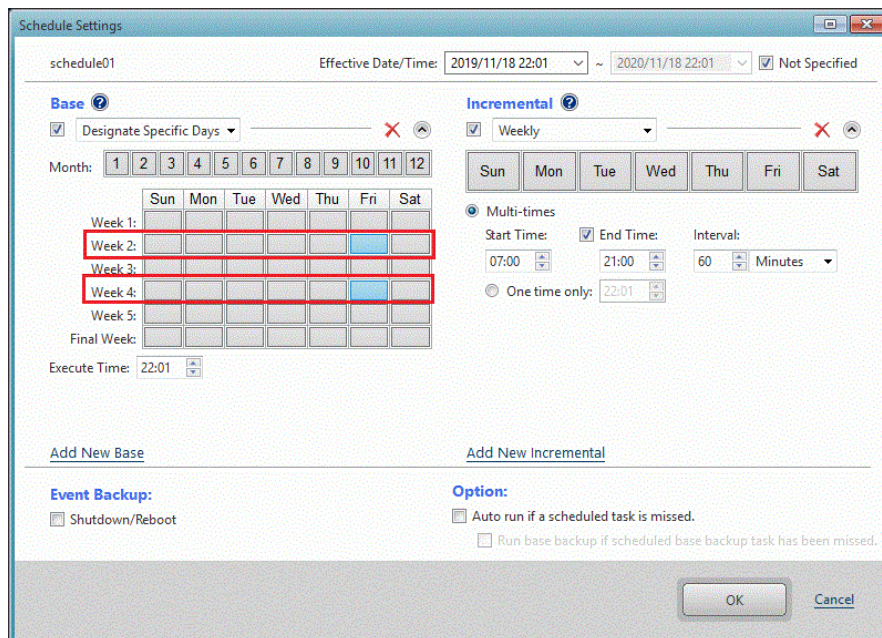 Schedule Settings
schedule01 Effective Date/Time: 2019/11/18 22:01 ~ 2020/11/18 22:01 Not Specified
Base ?
Designate Specific Days
Month: 1 2 3 4 5 6 7 8 9 10 11 12
Sun Mon Tue Wed Thu Fri Sat
Week 1:
Week 2:
Week 3:
Week 4:
Week 5:
Final Week:
Execute Time: 22:01
Add New Base
Incremental ?
Weekly
Sun Mon Tue Wed Thu Fri Sat
Multi-times
Start Time: End Time: Interval:
07:00 21:00 60 Minutes
One time only: 22:01
Add New Incremental
Event Backup:
Shutdown/Reboot
Option:
Auto run if a scheduled task is missed.
Run base backup if scheduled base backup task has been missed.
OK Cancel